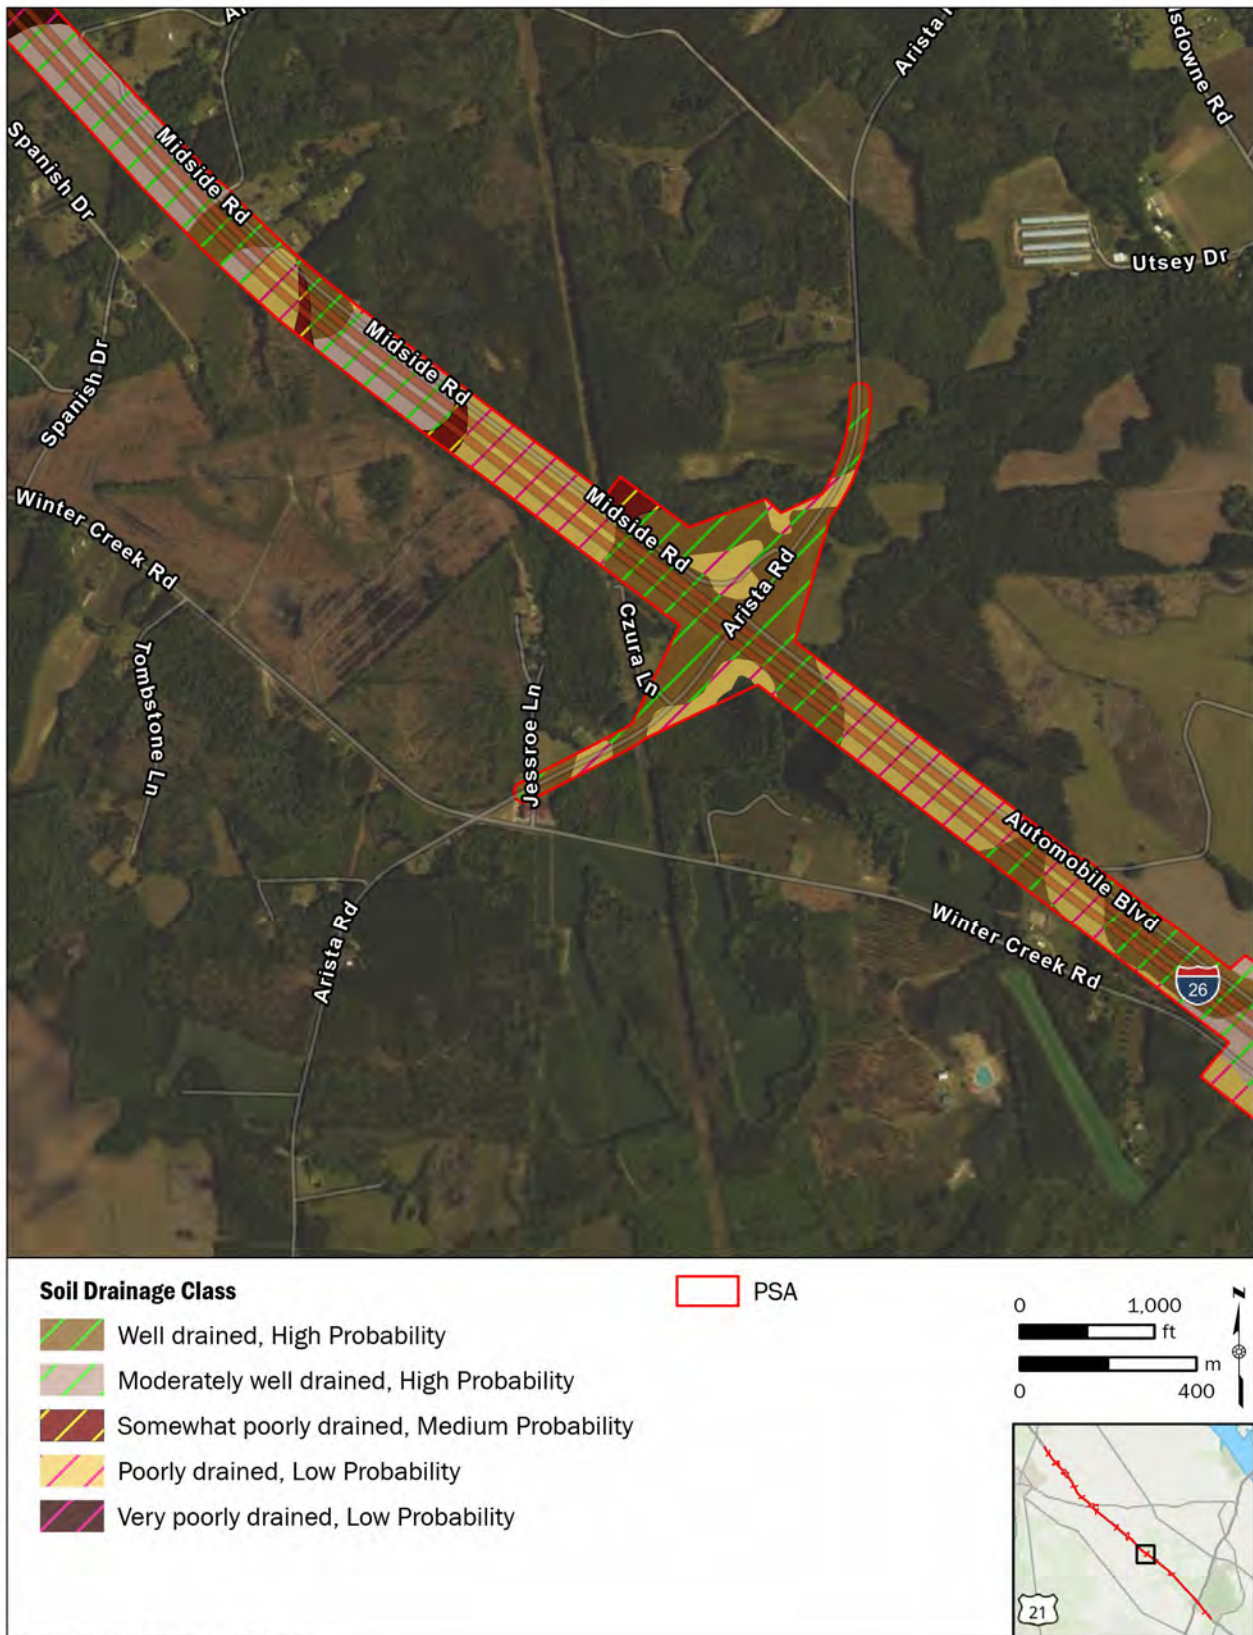 Arista
lsdowne Rd
Midside Rd
Spanish Dr
Utsey Dr
Midside Rd
Spanish Dr
Winter Creek Rd
Midside Rd
Arista Rd
Czura Ln
Tombstone Ln
Jessroe Ln
Automobile Blvd
Arista Rd
Winter Creek Rd
26
Soil Drainage Class
Well drained, High Probability
Moderately well drained, High Probability
Somewhat poorly drained, Medium Probability
Poorly drained, Low Probability
Very poorly drained, Low Probability
PSA
0 1,000
ft
m
0 400
N
21